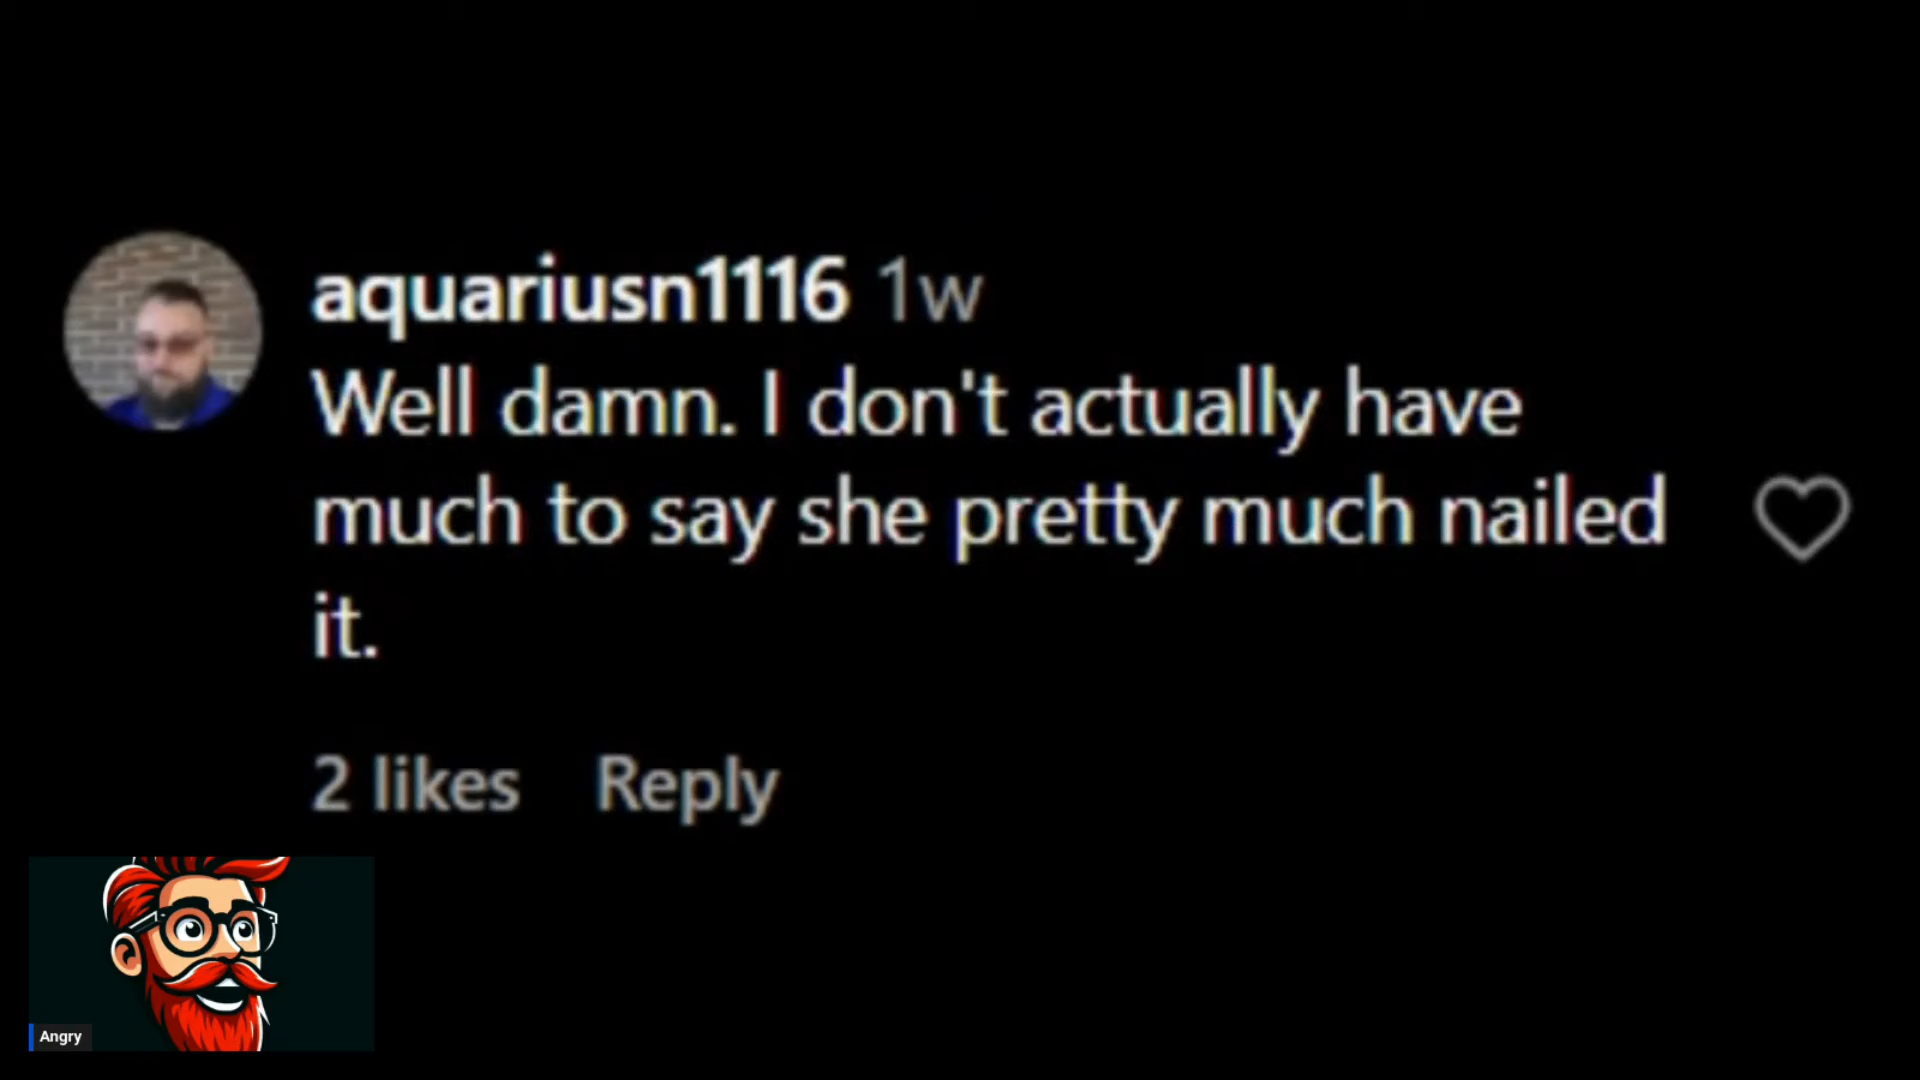 aquariusn1116 1w
Well damn. I don't actually have
much to say she pretty much nailed
it.
2 likes Reply
Angry